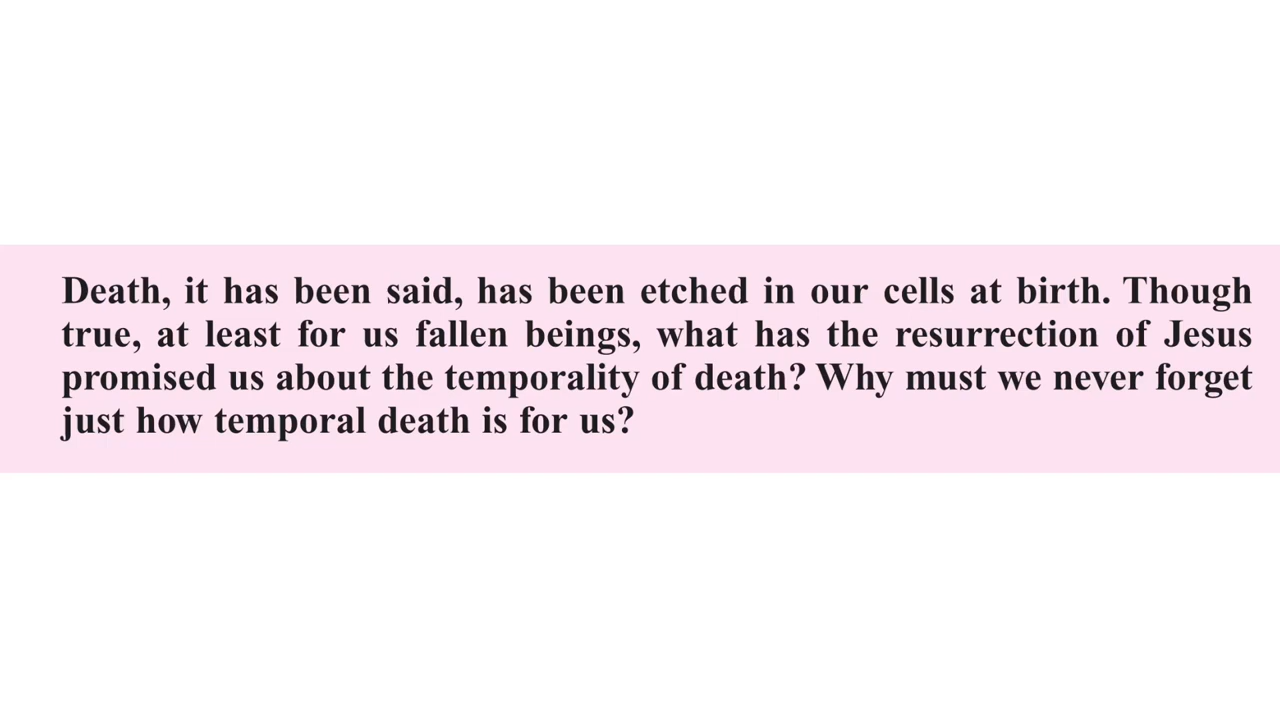 Death, it has been said, has been etched in our cells at birth. Though
true, at least for us fallen beings, what has the resurrection of Jesus
promised us about the temporality of death? Why must we never forget
just how temporal death is for us?